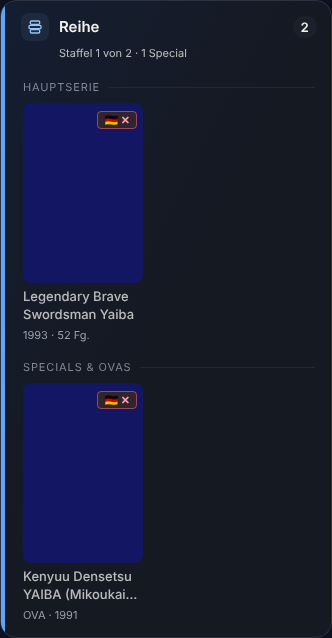 Reihe
2
Staffel 1 von 2 · 1 Special
HAUPTSERIE
Legendary Brave
Swordsman Yaiba
1993 · 52 Fg.
SPECIALS & OVAS
Kenyuu Densetsu
YAIBA (Mikoukai...
OVA · 1991